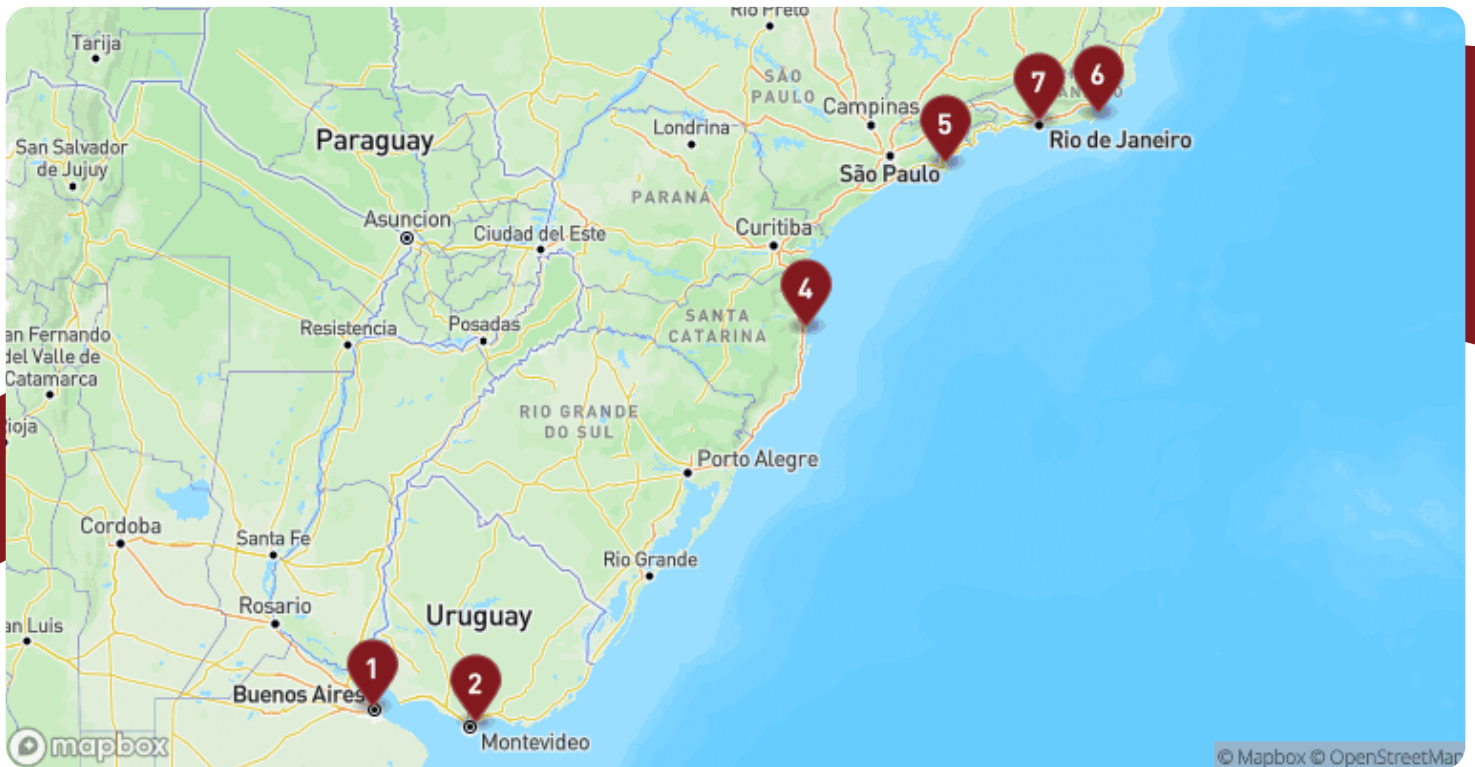 Rio Preto
Tarija
SÃO
PAULO
7
6
Campinas
5
Londrina
Paraguay
Rio de Janeiro
San Salvador
de Jujuy
São Paulo
PARANÁ
Asuncion
Ciudad del Este
Curitiba
4
SANTA
CATARINA
Resistencia
Posadas
an Fernando
del Valle de
Catamarca
RIO GRANDE
DO SUL
ioja
Porto Alegre
Cordoba
Santa Fe
Rio Grande
Rosario
Uruguay
an Luis
1
2
Buenos Aires
Montevideo
mapbox
© Mapbox © OpenStreetMap